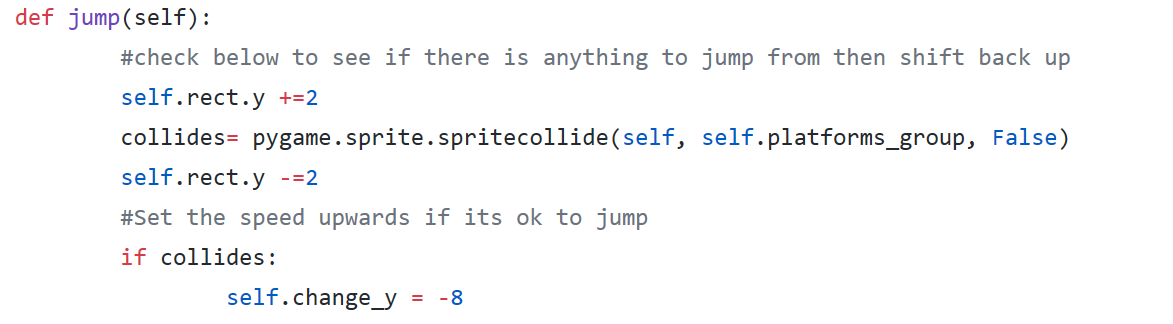 def jump(self):
#check below to see if there is anything to jump from then shift back up
self.rect.y +=2
collides= pygame.sprite.spritecollide(self, self.platforms_group, False)
self.rect.y -=2
#Set the speed upwards if its ok to jump
if collides:
self.change_y = -8